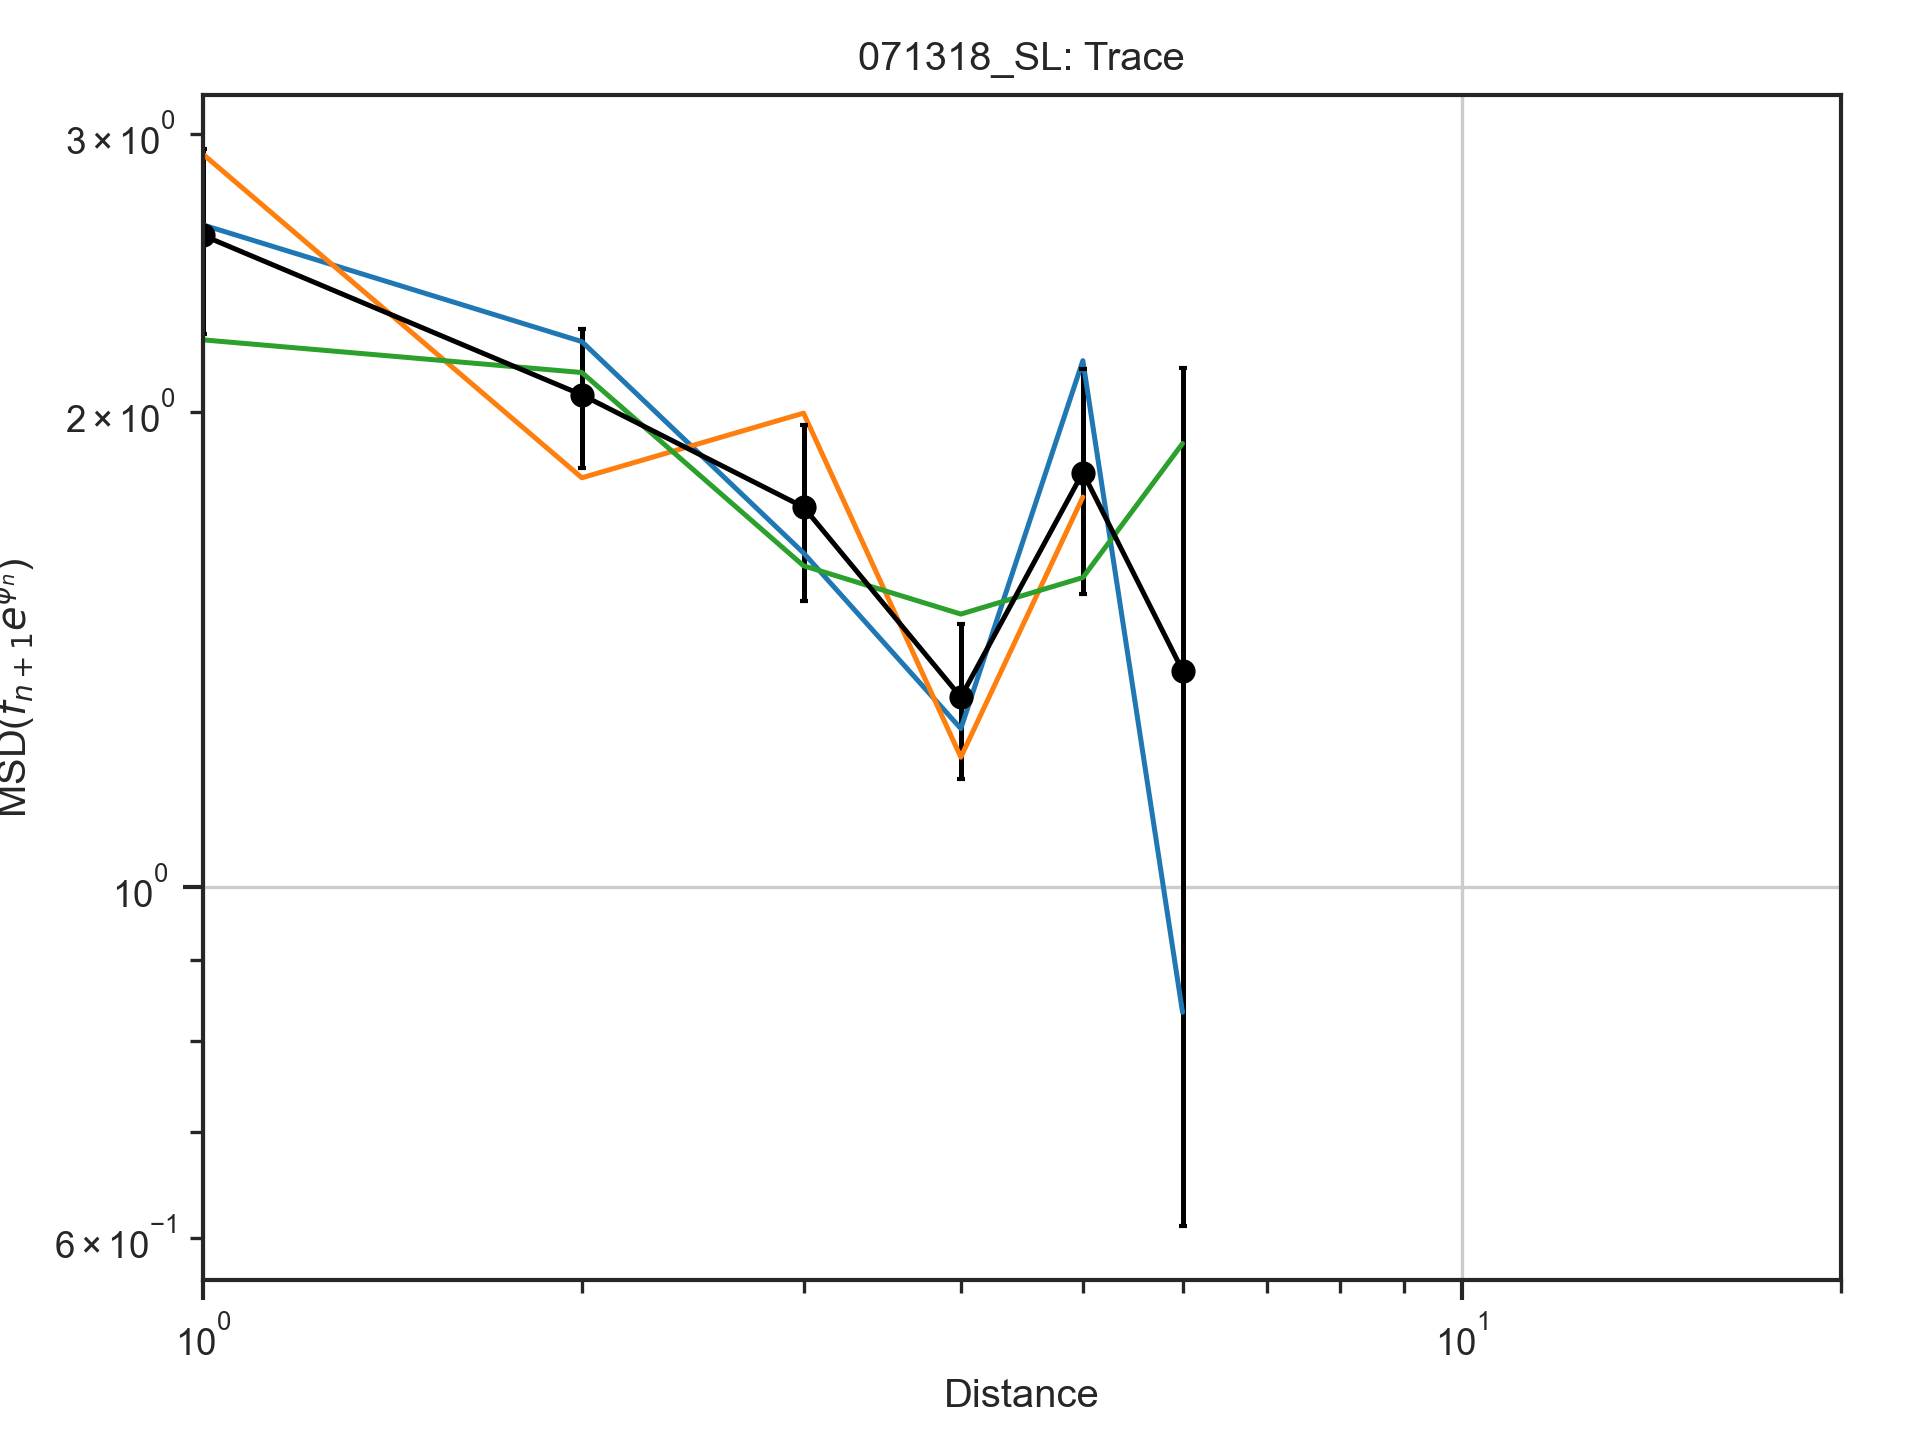 071318_SL: Trace
3 × 10⁰
2 × 10⁰
10⁰
6 × 10⁻¹
MSD(fₙ₊₁e^φₙ)
10⁰ 10¹
Distance